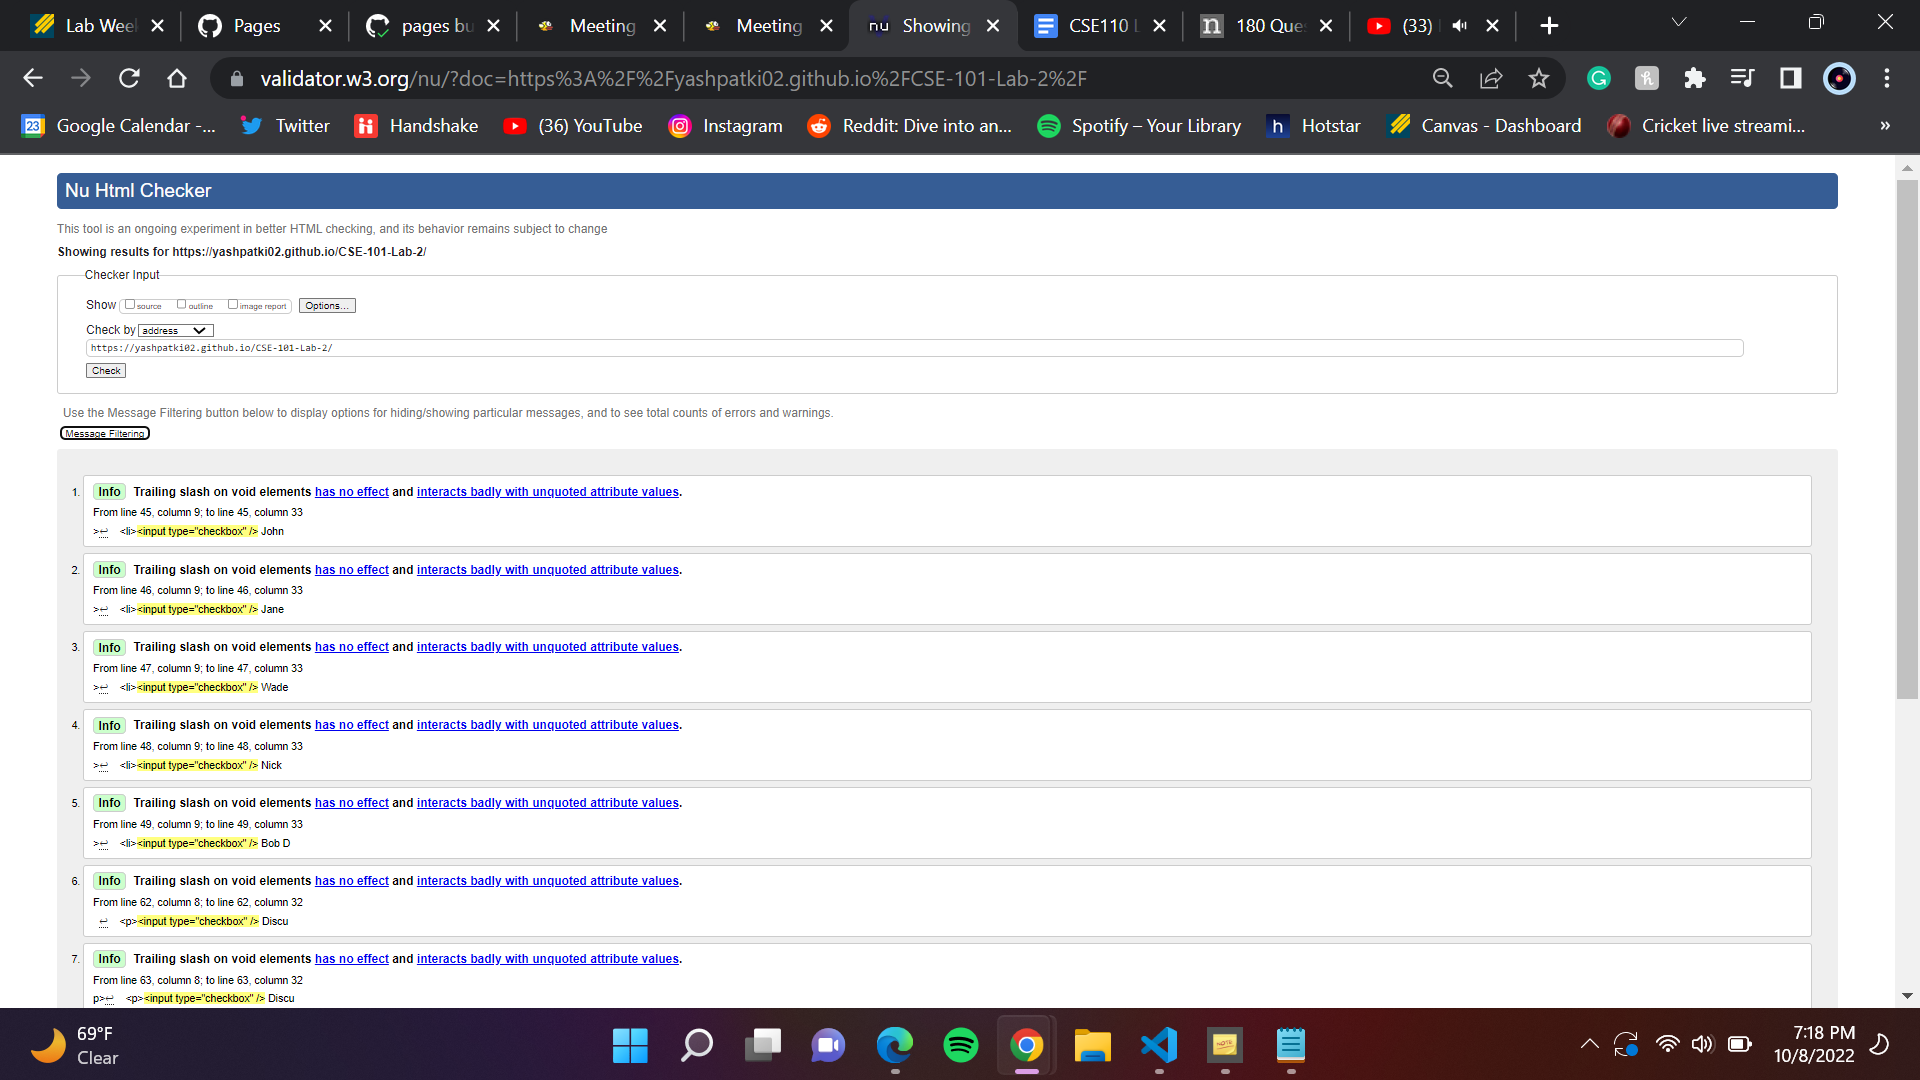 Lab Wee
Pages
pages bu
Meeting
Meeting
nu Showing
CSE110 L
n 180 Que
(33)
validator.w3.org/nu/?doc=https%3A%2F%2Fyashpatki02.github.io%2FCSE-101-Lab-2%2F
23 Google Calendar -...
Twitter
Handshake
(36) YouTube
Instagram
Reddit: Dive into an...
Spotify – Your Library
h Hotstar
Canvas - Dashboard
Cricket live streami...
»
Nu Html Checker
This tool is an ongoing experiment in better HTML checking, and its behavior remains subject to change
Showing results for https://yashpatki02.github.io/CSE-101-Lab-2/
Checker Input
Show source outline image report Options...
Check by address
https://yashpatki02.github.io/CSE-101-Lab-2/
Check
Use the Message Filtering button below to display options for hiding/showing particular messages, and to see total counts of errors and warnings.
Message Filtering
1. Info Trailing slash on void elements has no effect and interacts badly with unquoted attribute values.
From line 45, column 9; to line 45, column 33
>↩ <li><input type="checkbox" /> John
2. Info Trailing slash on void elements has no effect and interacts badly with unquoted attribute values.
From line 46, column 9; to line 46, column 33
>↩ <li><input type="checkbox" /> Jane
3. Info Trailing slash on void elements has no effect and interacts badly with unquoted attribute values.
From line 47, column 9; to line 47, column 33
>↩ <li><input type="checkbox" /> Wade
4. Info Trailing slash on void elements has no effect and interacts badly with unquoted attribute values.
From line 48, column 9; to line 48, column 33
>↩ <li><input type="checkbox" /> Nick
5. Info Trailing slash on void elements has no effect and interacts badly with unquoted attribute values.
From line 49, column 9; to line 49, column 33
>↩ <li><input type="checkbox" /> Bob D
6. Info Trailing slash on void elements has no effect and interacts badly with unquoted attribute values.
From line 62, column 8; to line 62, column 32
↩ <p><input type="checkbox" /> Discu
7. Info Trailing slash on void elements has no effect and interacts badly with unquoted attribute values.
From line 63, column 8; to line 63, column 32
p>↩ <p><input type="checkbox" /> Discu
69°F
Clear
7:18 PM
10/8/2022